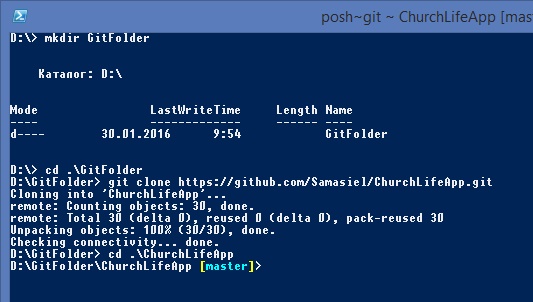 posh~git ~ ChurchLifeApp [mas
D:\> mkdir GitFolder
Каталог: D:\
Mode LastWriteTime Length Name
---- ------------- ------ ----
d---- 30.01.2016 9:54 GitFolder
D:\> cd .\GitFolder
D:\GitFolder> git clone https://github.com/Samasiel/ChurchLifeApp.git
Cloning into 'ChurchLifeApp'...
remote: Counting objects: 30, done.
remote: Total 30 (delta 0), reused 0 (delta 0), pack-reused 30
Unpacking objects: 100% (30/30), done.
Checking connectivity... done.
D:\GitFolder> cd .\ChurchLifeApp
D:\GitFolder\ChurchLifeApp [master]>